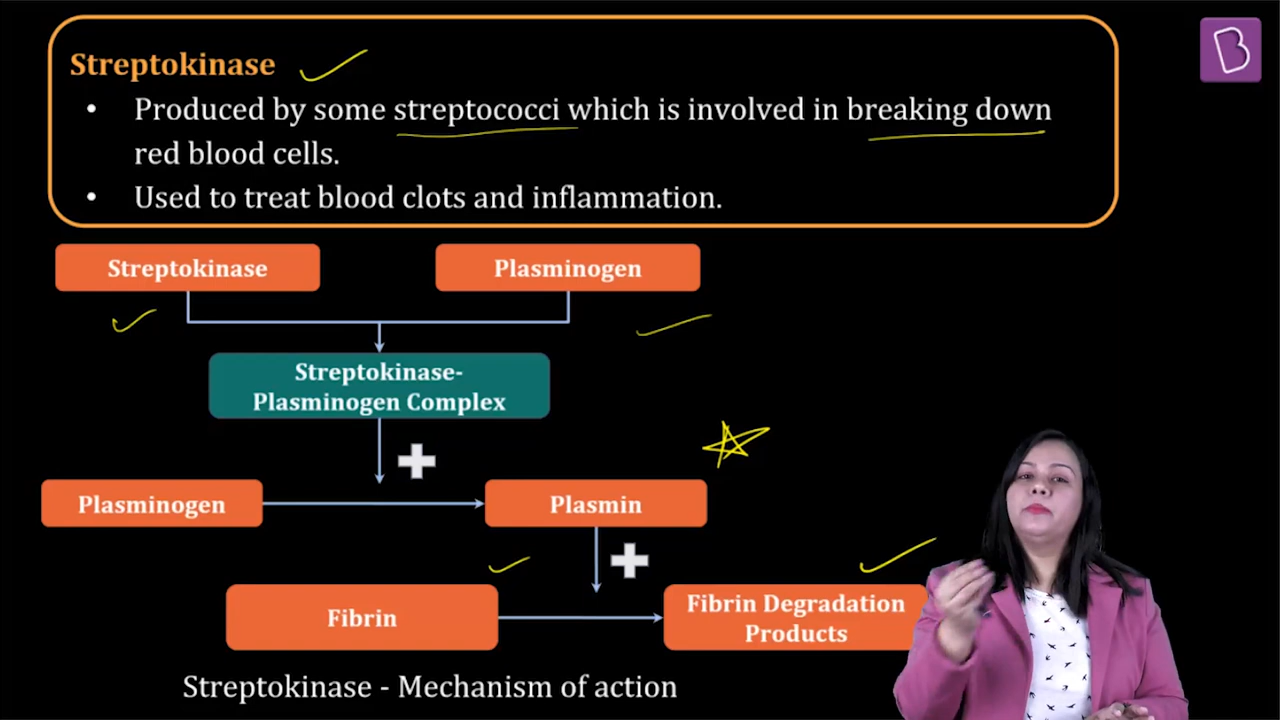 Streptokinase
• Produced by some streptococci which is involved in breaking down
red blood cells.
• Used to treat blood clots and inflammation.
Streptokinase
Plasminogen
Streptokinase-
Plasminogen Complex
Plasminogen
Plasmin
Fibrin
Fibrin Degradation
Products
Streptokinase - Mechanism of action
B